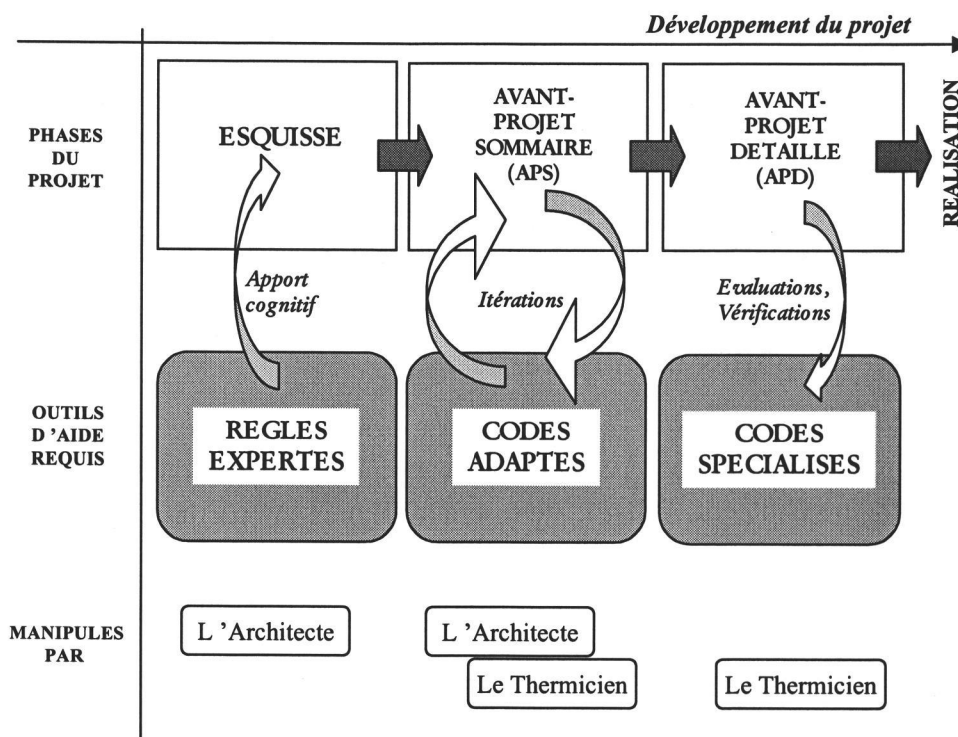 Développement du projet
PHASES
DU
PROJET
ESQUISSE
AVANT-
PROJET
SOMMAIRE
(APS)
AVANT-
PROJET
DETAILLE
(APD)
REALISATION
Apport
cognitif
Itérations
Evaluations,
Vérifications
OUTILS
D ’AIDE
REQUIS
REGLES
EXPERTES
CODES
ADAPTES
CODES
SPECIALISES
MANIPULES
PAR
L ’Architecte
L ’Architecte
Le Thermicien
Le Thermicien